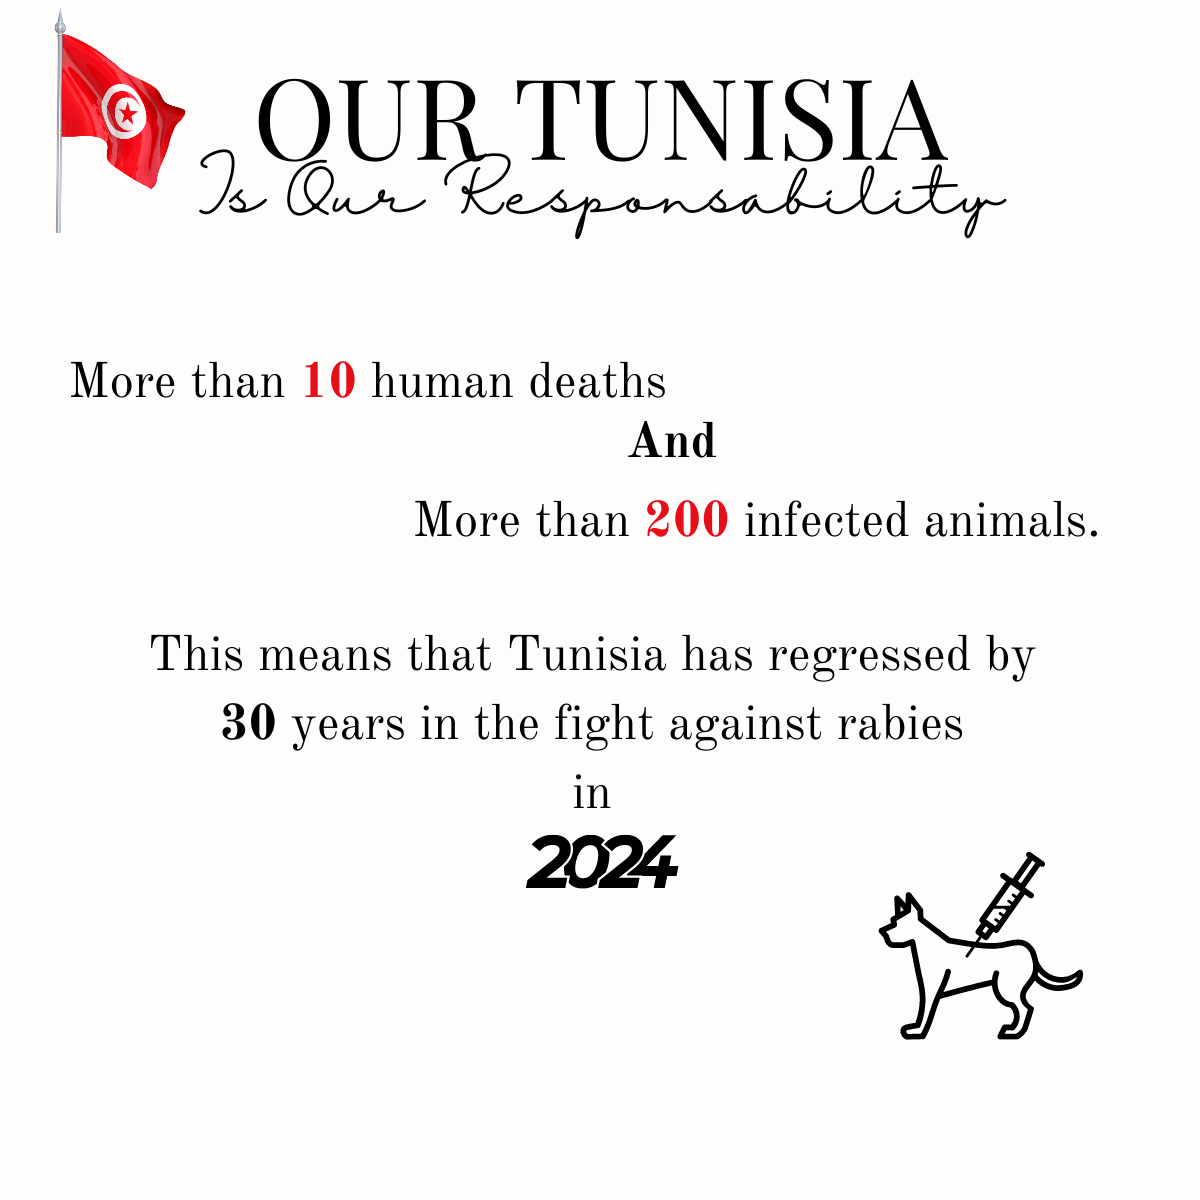 OUR TUNISIA
Is Our Responsability
More than 10 human deaths
And
More than 200 infected animals.
This means that Tunisia has regressed by
30 years in the fight against rabies
in
2024